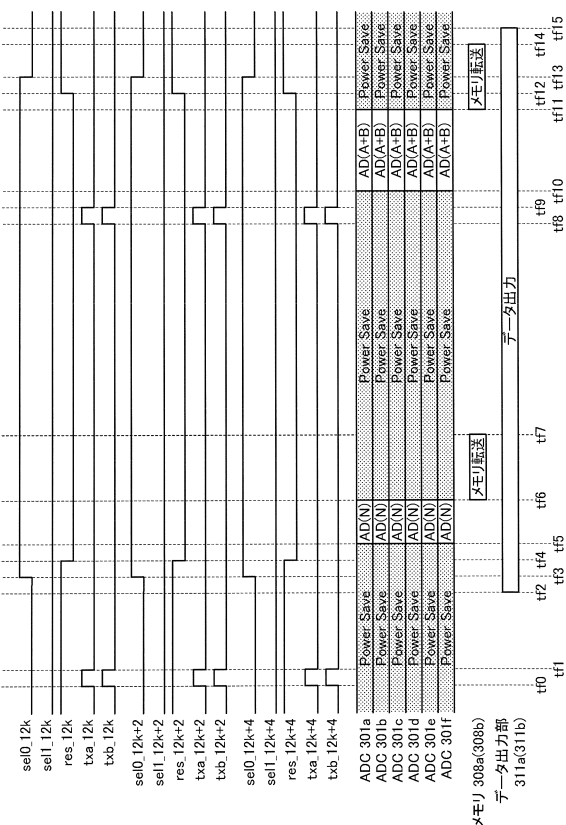 sel0_12k
sel1_12k
res_12k
txa_12k
txb_12k
sel0_12k+2
sel1_12k+2
res_12k+2
txa_12k+2
txb_12k+2
sel0_12k+4
sel1_12k+4
res_12k+4
txa_12k+4
txb_12k+4
ADC 301a Power Save AD(N) Power Save AD(A+B) Power Save
ADC 301b Power Save AD(N) Power Save AD(A+B) Power Save
ADC 301c Power Save AD(N) Power Save AD(A+B) Power Save
ADC 301d Power Save AD(N) Power Save AD(A+B) Power Save
ADC 301e Power Save AD(N) Power Save AD(A+B) Power Save
ADC 301f Power Save AD(N) Power Save AD(A+B) Power Save
メモリ 308a(308b) メモリ転送 メモリ転送
データ出力部 データ出力
311a(311b)
tf0 tf2 tf4 tf6 tf7 tf9 tf12 tf14
tf1 tf3 tf5 tf8 tf10 tf11 tf13 tf15